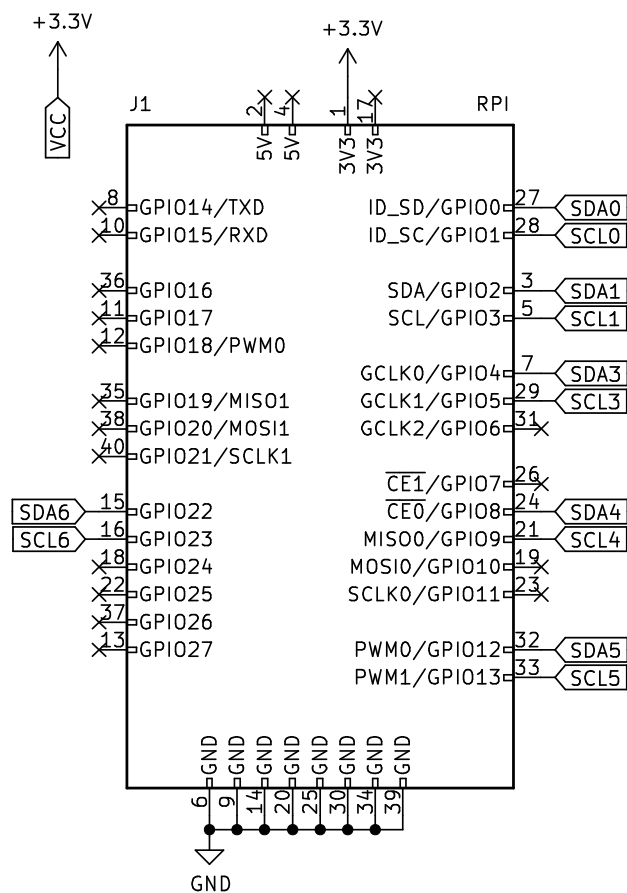 +3.3V
+3.3V
VCC
J1
RPI
2
4
1
17
5V
5V
3V3
3V3
8 GPIO14/TXD
ID_SD/GPIO0 27 SDA0
10 GPIO15/RXD
ID_SC/GPIO1 28 SCL0
36 GPIO16
SDA/GPIO2 3 SDA1
11 GPIO17
SCL/GPIO3 5 SCL1
12 GPIO18/PWM0
GCLK0/GPIO4 7 SDA3
35 GPIO19/MISO1
GCLK1/GPIO5 29 SCL3
38 GPIO20/MOSI1
GCLK2/GPIO6 31
40 GPIO21/SCLK1
CE1/GPIO7 26
SDA6 15 GPIO22
CE0/GPIO8 24 SDA4
SCL6 16 GPIO23
MISO0/GPIO9 21 SCL4
18 GPIO24
MOSI0/GPIO10 19
22 GPIO25
SCLK0/GPIO11 23
37 GPIO26
13 GPIO27
PWM0/GPIO12 32 SDA5
PWM1/GPIO13 33 SCL5
GND
GND
GND
GND
GND
GND
GND
GND
6
9
14
20
25
30
34
39
GND